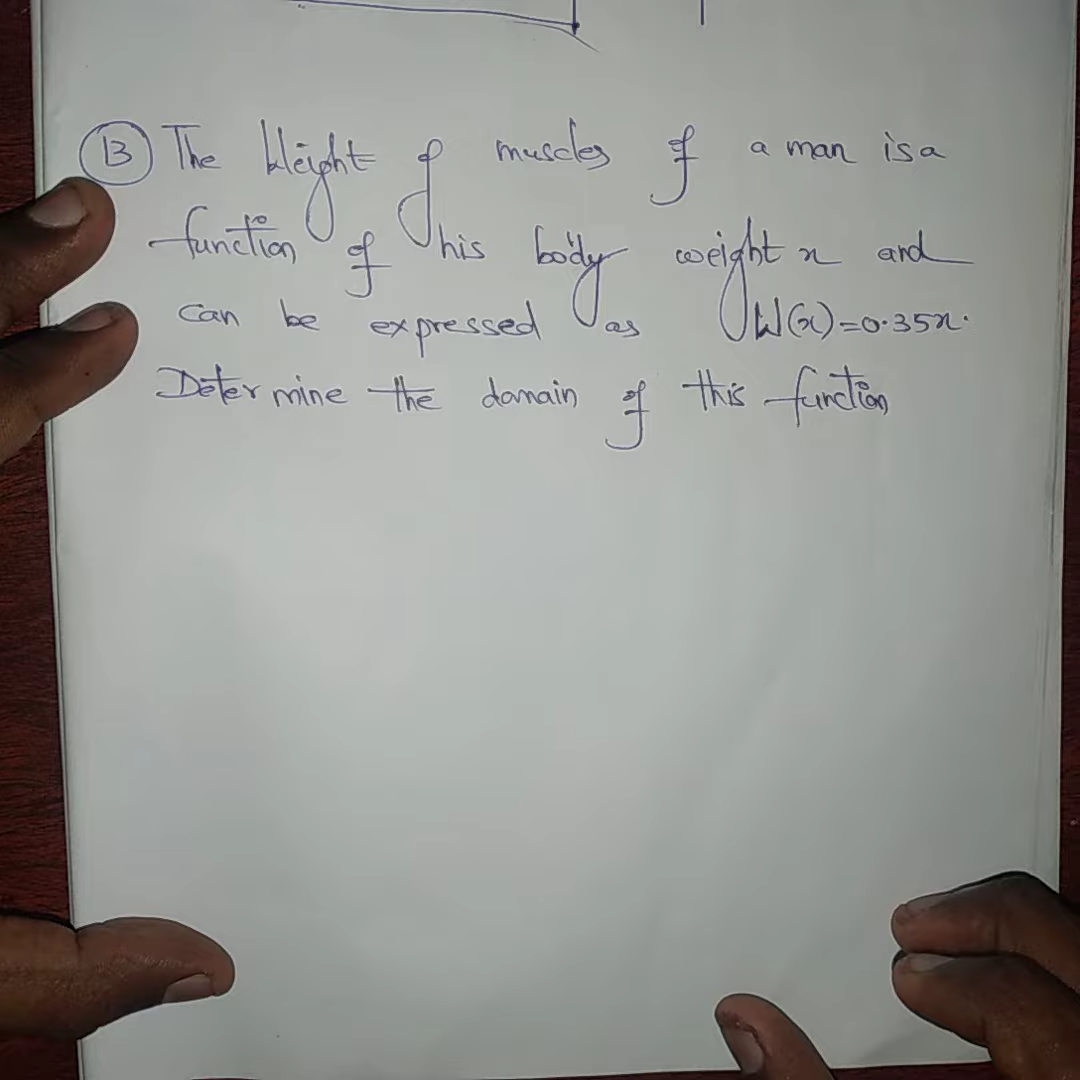 13 The Weight of muscles of a man is a
function of his body weight x and
can be expressed as W(x)=0.35x.
Determine the domain of this function